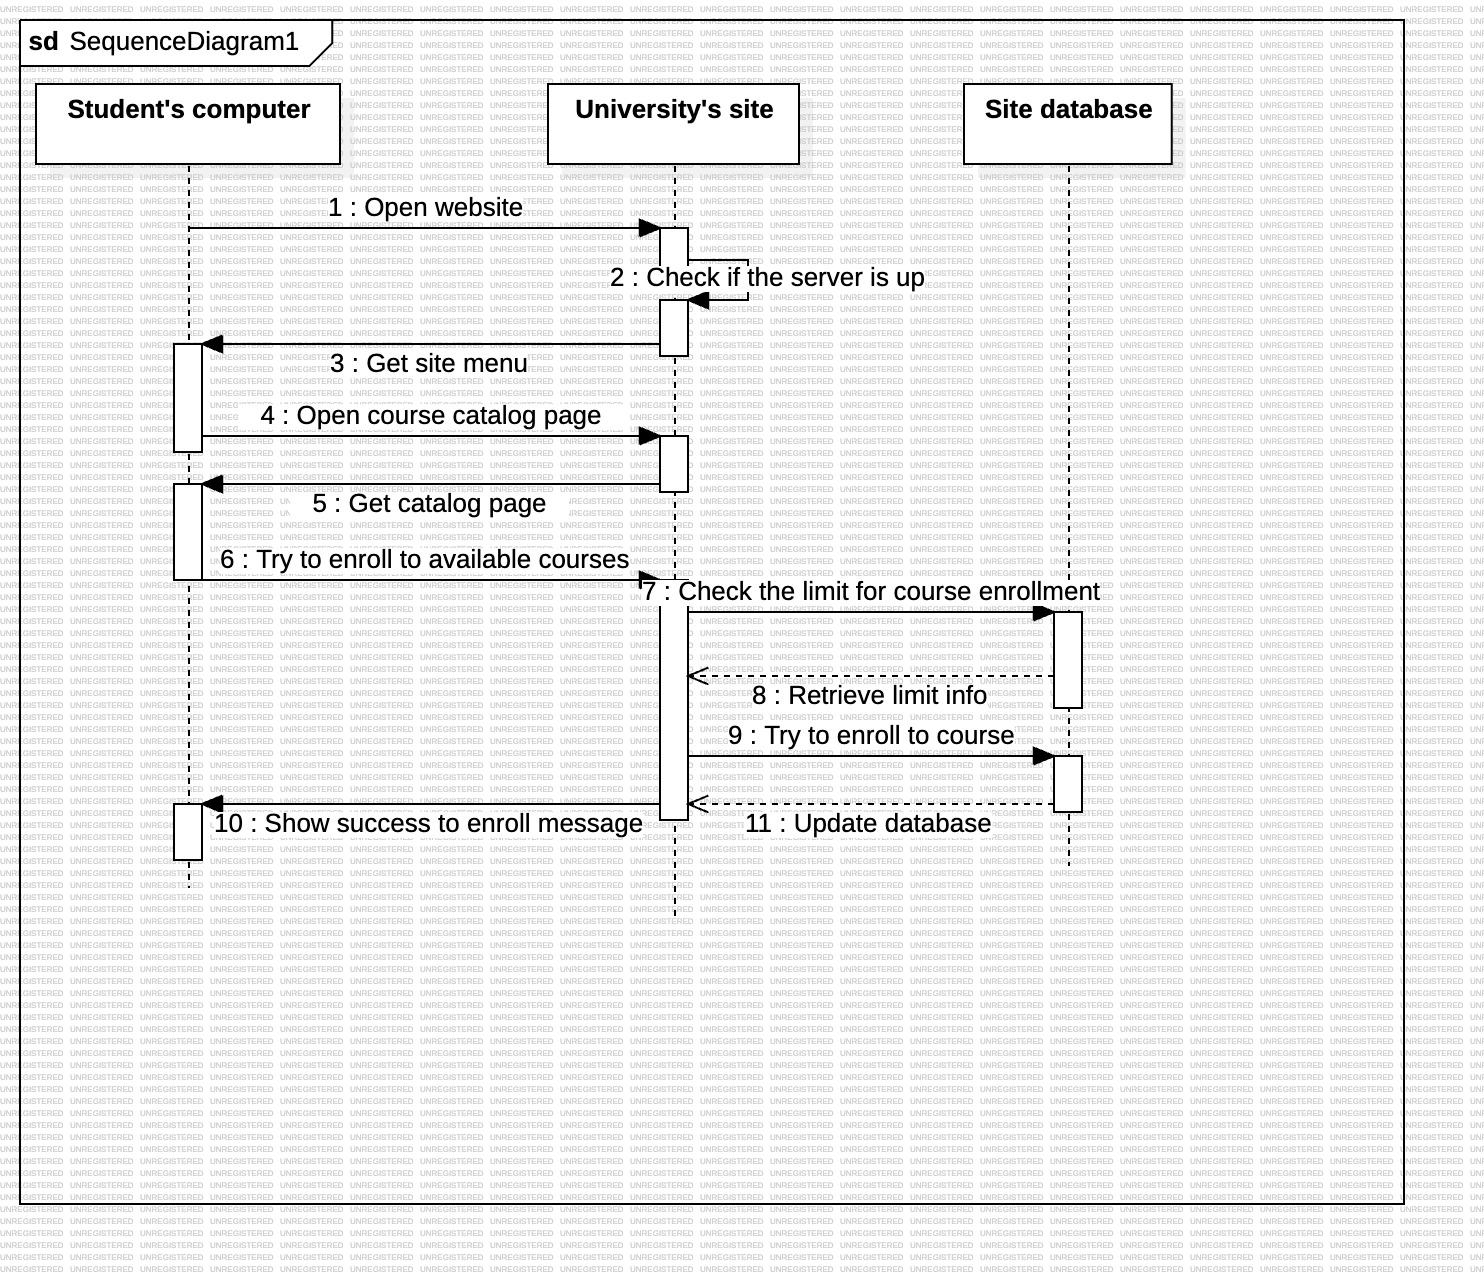 sd SequenceDiagram1
Student's computer
University's site
Site database
1 : Open website
2 : Check if the server is up
3 : Get site menu
4 : Open course catalog page
5 : Get catalog page
6 : Try to enroll to available courses
7 : Check the limit for course enrollment
8 : Retrieve limit info
9 : Try to enroll to course
10 : Show success to enroll message
11 : Update database
UNREGISTERED